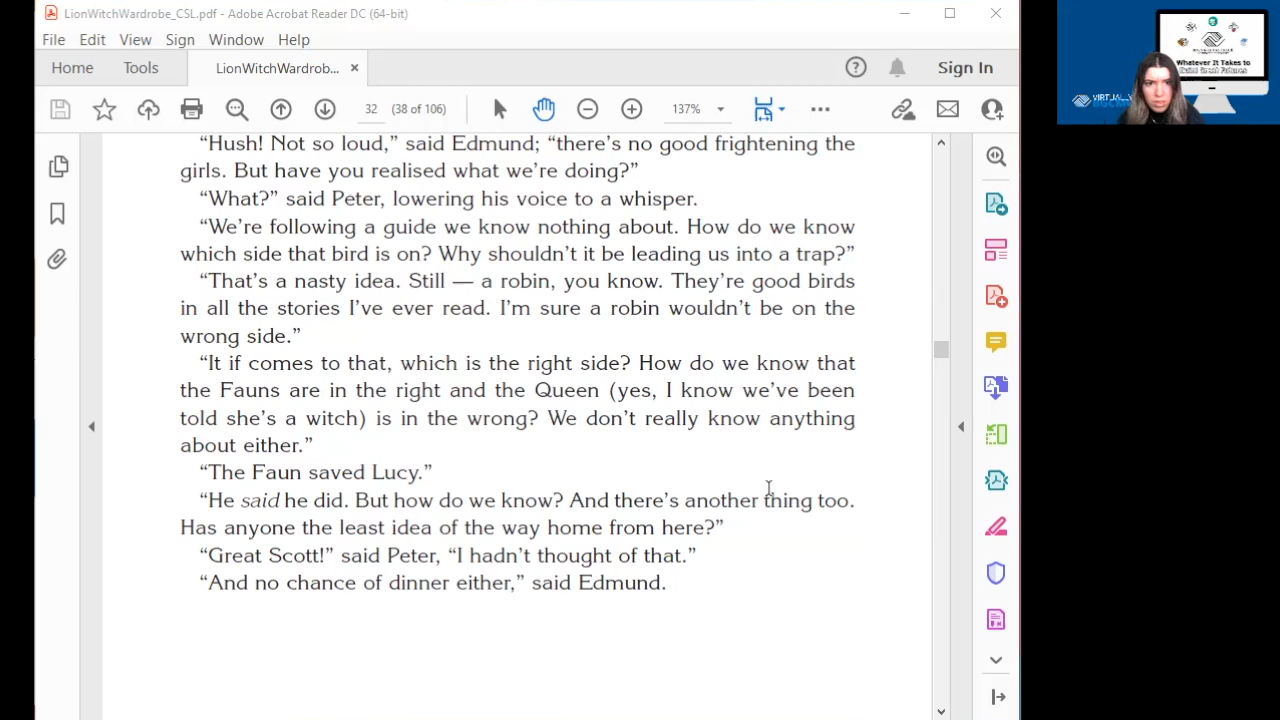 LionWitchWardrobe_CSL.pdf - Adobe Acrobat Reader DC (64-bit)
File Edit View Sign Window Help
Home Tools LionWitchWardrob... Sign In
32 (38 of 106) 137%
“Hush! Not so loud,” said Edmund; “there’s no good frightening the
girls. But have you realised what we’re doing?”
“What?” said Peter, lowering his voice to a whisper.
“We’re following a guide we know nothing about. How do we know
which side that bird is on? Why shouldn’t it be leading us into a trap?”
“That’s a nasty idea. Still — a robin, you know. They’re good birds
in all the stories I’ve ever read. I’m sure a robin wouldn’t be on the
wrong side.”
“It if comes to that, which is the right side? How do we know that
the Fauns are in the right and the Queen (yes, I know we’ve been
told she’s a witch) is in the wrong? We don’t really know anything
about either.”
“The Faun saved Lucy.”
“He said he did. But how do we know? And there’s another thing too.
Has anyone the least idea of the way home from here?”
“Great Scott!” said Peter, “I hadn’t thought of that.”
“And no chance of dinner either,” said Edmund.
Whatever It Takes to
Build Great Futures